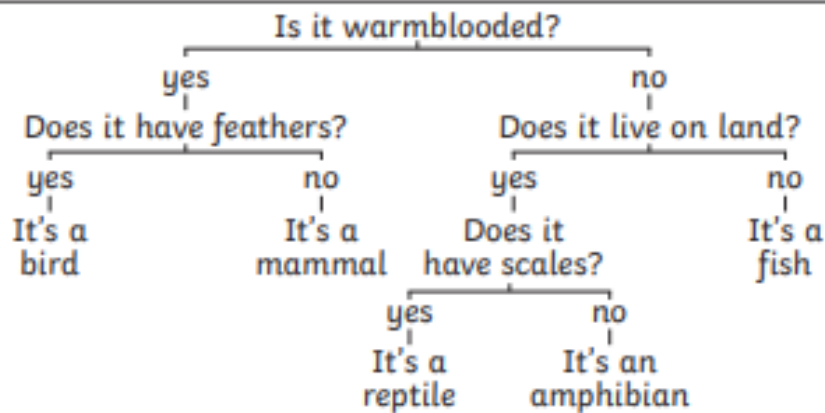 Is it warmblooded?
yes
no
Does it have feathers?
Does it live on land?
yes
no
yes
no
It's a
bird
It's a
mammal
Does it
have scales?
It's a
fish
yes
no
It's a
reptile
It's an
amphibian